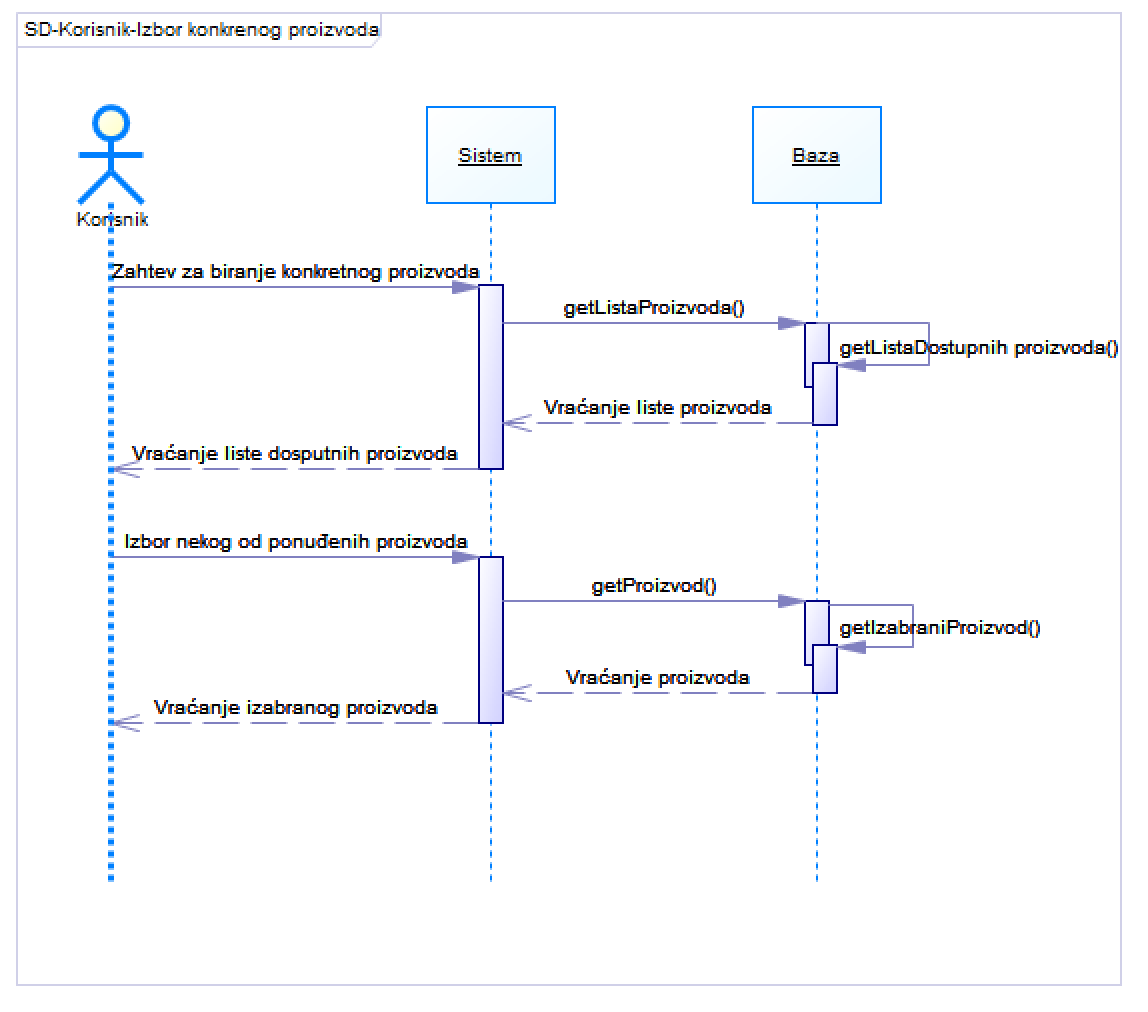 SD-Korisnik-Izbor konkrenog proizvoda
Sistem
Baza
Korisnik
Zahtev za biranje konkretnog proizvoda
getListaProizvoda()
getListaDostupnih proizvoda()
Vraćanje liste proizvoda
Vraćanje liste dosputnih proizvoda
Izbor nekog od ponuđenih proizvoda
getProizvod()
getIzabraniProizvod()
Vraćanje proizvoda
Vraćanje izabranog proizvoda